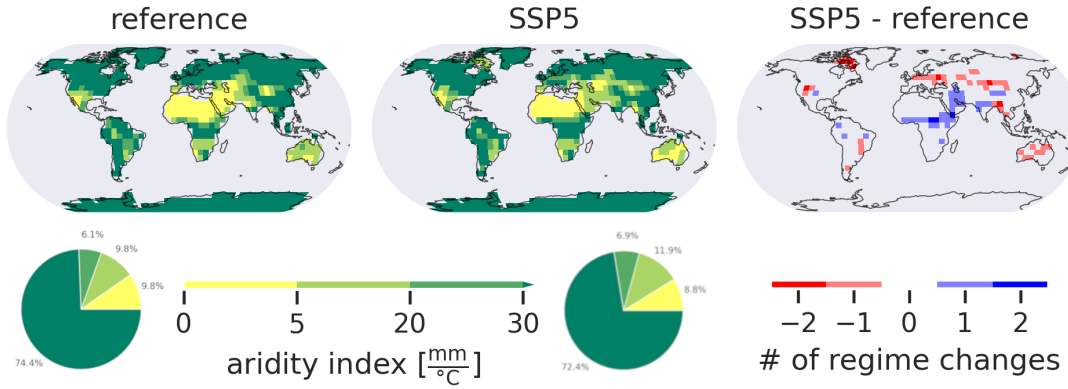 reference
SSP5
SSP5 - reference
6.1%
9.8%
9.8%
74.4%
0 5 20 30
aridity index [mm/°C]
6.9%
11.9%
8.8%
72.4%
−2 −1 0 1 2
# of regime changes